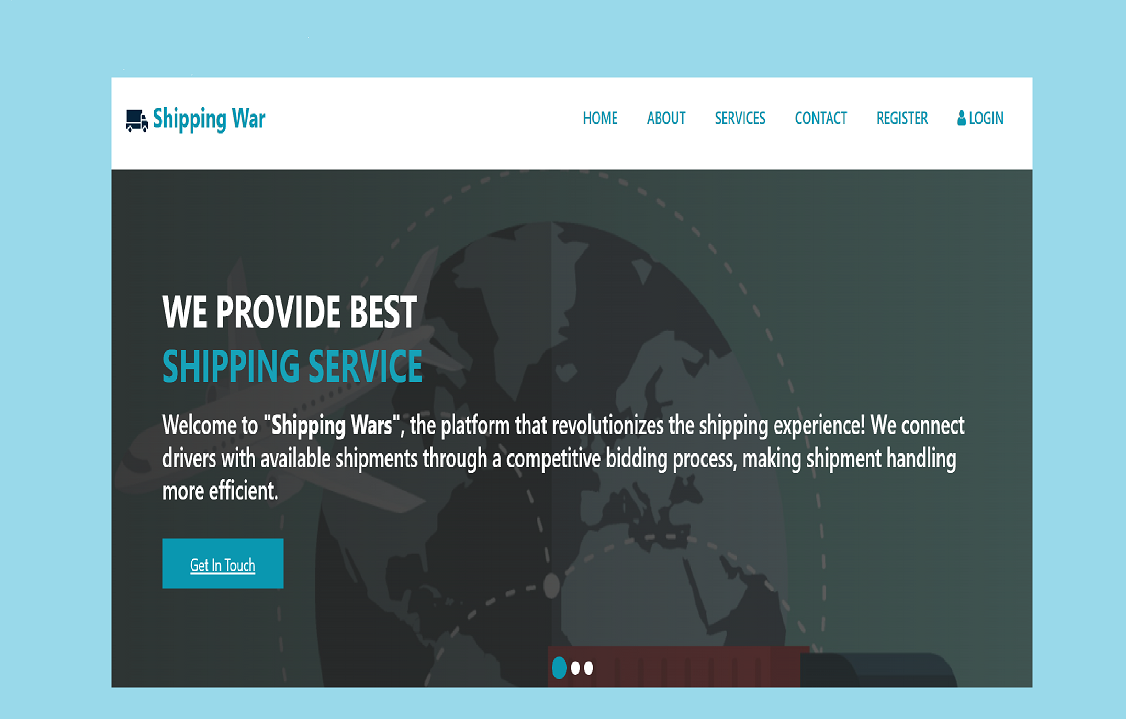 Shipping War
HOME ABOUT SERVICES CONTACT REGISTER LOGIN
WE PROVIDE BEST
SHIPPING SERVICE
Welcome to "Shipping Wars", the platform that revolutionizes the shipping experience! We connect
drivers with available shipments through a competitive bidding process, making shipment handling
more efficient.
Get In Touch